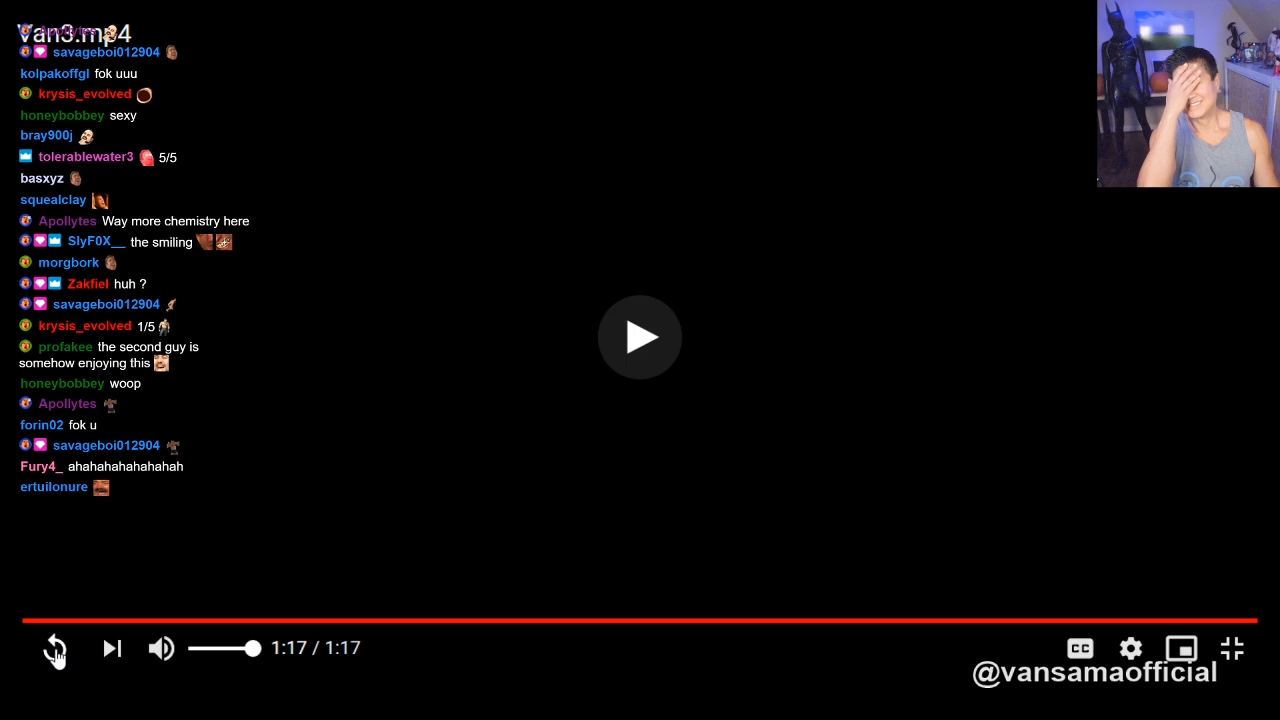 Van3.mp4
Apollytes
savageboi012904
kolpakoffgl fok uuu
krysis_evolved
honeybobbey sexy
bray900j
tolerablewater3 5/5
basxyz
squealclay
Apollytes Way more chemistry here
SlyF0X__ the smiling
morgbork
Zakfiel huh ?
savageboi012904
krysis_evolved 1/5
profakee the second guy is
somehow enjoying this
honeybobbey woop
Apollytes
forin02 fok u
savageboi012904
Fury4_ ahahahahahahahah
ertuilonure
1:17 / 1:17
CC
@vansamaofficial